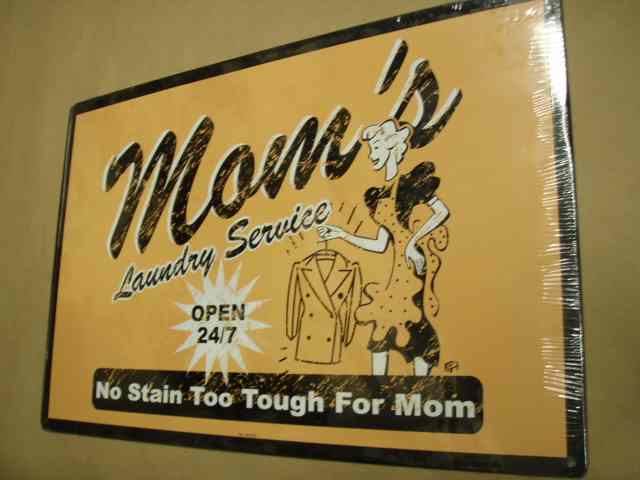 Mom's
Laundry Service
OPEN
24/7
No Stain Too Tough For Mom